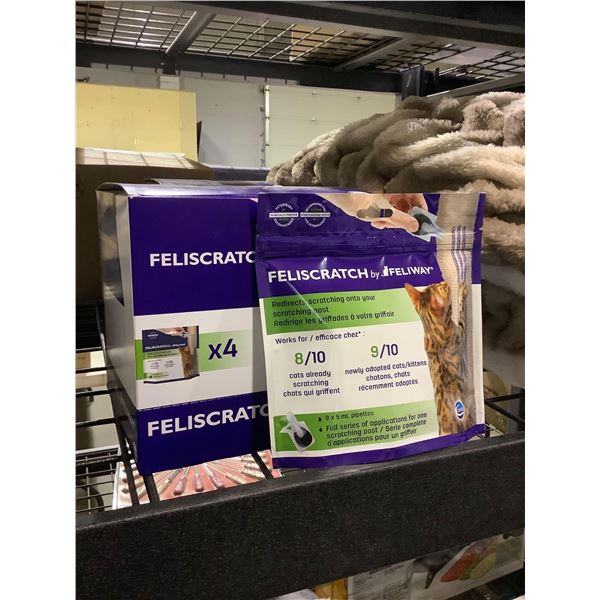 FELISCRATCH
x4
FELISCRATCH
FELISCRATCH by FELIWAY®
Redirects scratching onto your
scratching post
Redirige les griffades à votre griffoir
Works for / efficace chez* :
8/10
cats already
scratching
chats qui griffent
9/10
newly adopted cats/kittens
chatons, chats
récemment adoptés
9 x 5 mL pipettes
Full series of applications for one
scratching post / Série complète
d'applications pour un griffoir